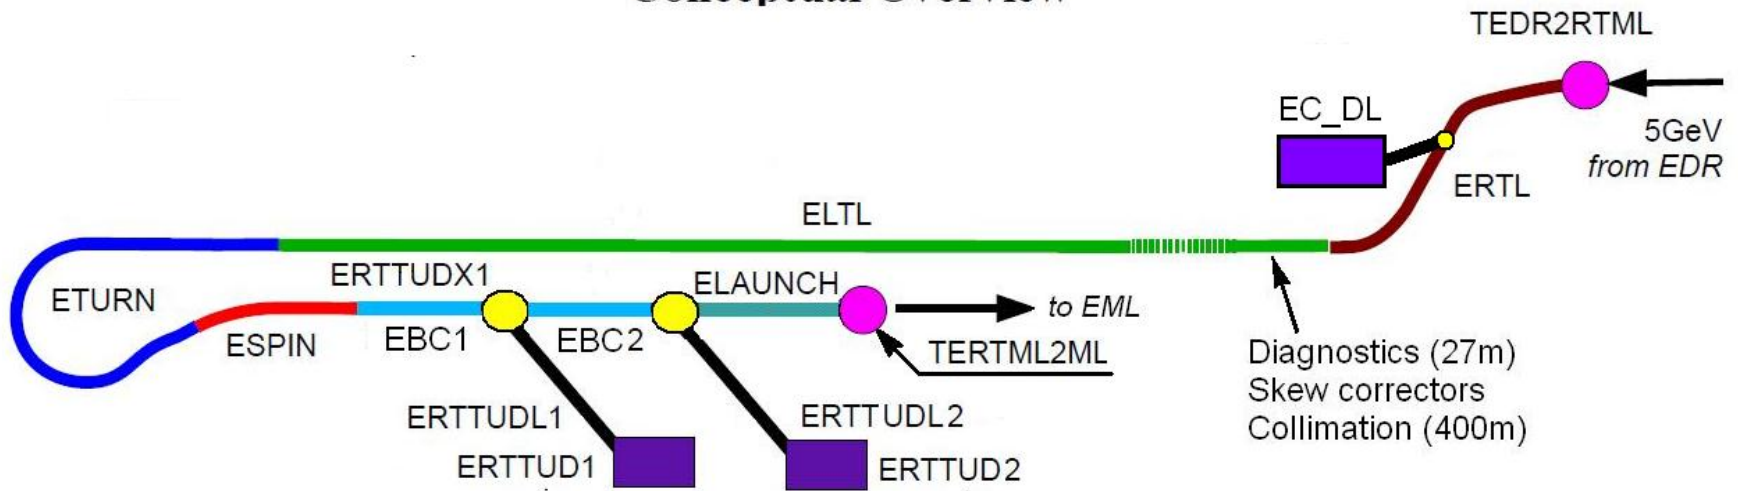 TEDR2RTML
EC_DL
5GeV
from EDR
ERTL
ELTL
ERTTUDX1
ELAUNCH
ETURN
to EML
ESPIN
EBC1
EBC2
TERTML2ML
Diagnostics (27m)
Skew correctors
Collimation (400m)
ERTTUDL1
ERTTUDL2
ERTTUD1
ERTTUD2